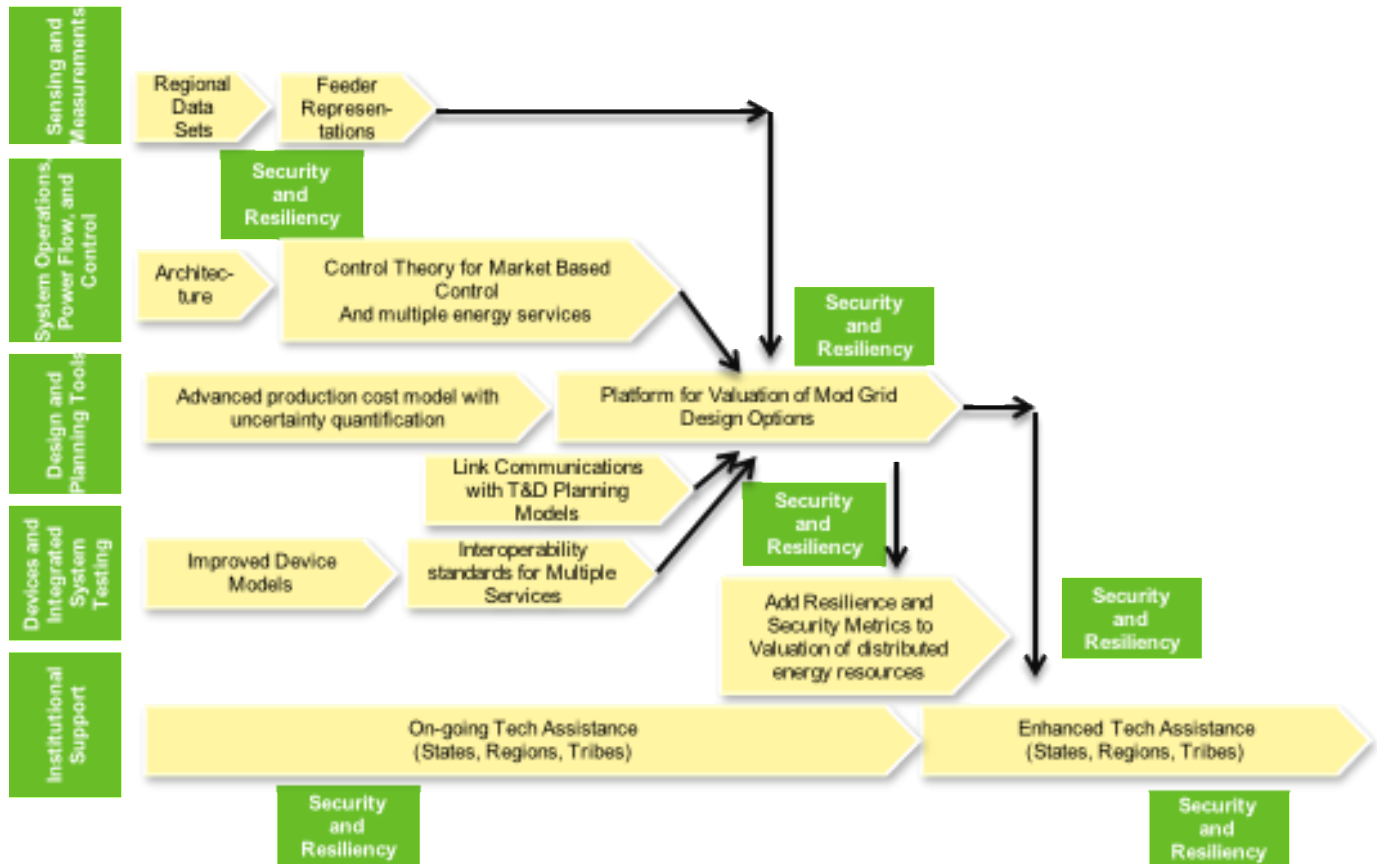 Sensing and
Measurements
Regional
Data
Sets
Feeder
Represen-
tations
Security
and
Resiliency
System Operations,
Power Flow, and
Control
Architec-
ture
Control Theory for Market Based
Control
And multiple energy services
Security
and
Resiliency
Design and
Planning Tools
Advanced production cost model with
uncertainty quantification
Platform for Valuation of Mod Grid
Design Options
Link Communications
with T&D Planning
Models
Security
and
Resiliency
Devices and
Integrated
System
Testing
Improved Device
Models
Interoperability
standards for Multiple
Services
Add Resilience and
Security Metrics to
Valuation of distributed
energy resources
Security
and
Resiliency
Institutional
Support
On-going Tech Assistance
(States, Regions, Tribes)
Enhanced Tech Assistance
(States, Regions, Tribes)
Security
and
Resiliency
Security
and
Resiliency